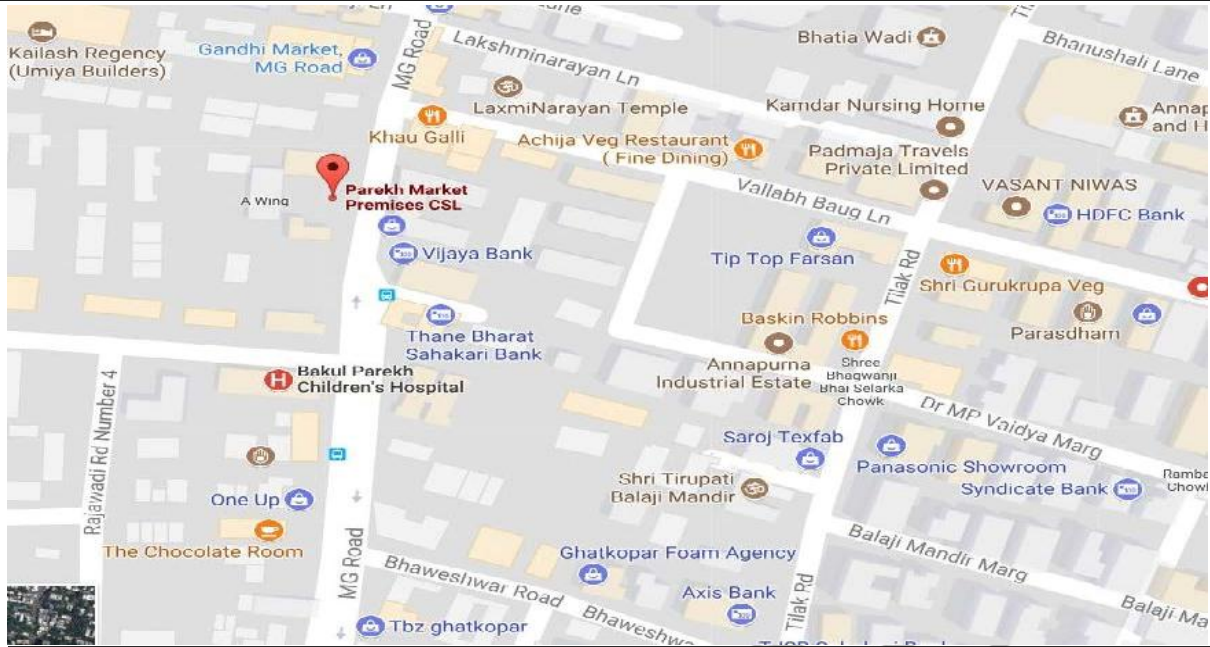 Kailash Regency
(Umiya Builders)
Gandhi Market,
MG Road
MG Road
Lakshminarayan Ln
Bhatia Wadi
Bhanushali Lane
LaxmiNarayan Temple
Kamdar Nursing Home
Khau Galli
Achija Veg Restaurant
( Fine Dining)
Padmaja Travels
Private Limited
Annap
and H
Parekh Market
Premises CSL
A Wing
Vallabh Baug Ln
VASANT NIWAS
HDFC Bank
Vijaya Bank
Tip Top Farsan
Tilak Rd
Shri Gurukrupa Veg
Parasdham
Thane Bharat
Sahakari Bank
Baskin Robbins
Annapurna
Industrial Estate
Shree
Bhagwanji
Bhai Selarka
Chowk
Bakul Parekh
Children's Hospital
H
Rajawadi Rd Number 4
Dr MP Vaidya Marg
Saroj Texfab
Panasonic Showroom
Syndicate Bank
Shri Tirupati
Balaji Mandir
One Up
The Chocolate Room
MG Road
Bhaweshwar Road
Ghatkopar Foam Agency
Axis Bank
Tilak Rd
Balaji Mandir Marg
Balaji Ma
Bhaweshwa
Tbz ghatkopar